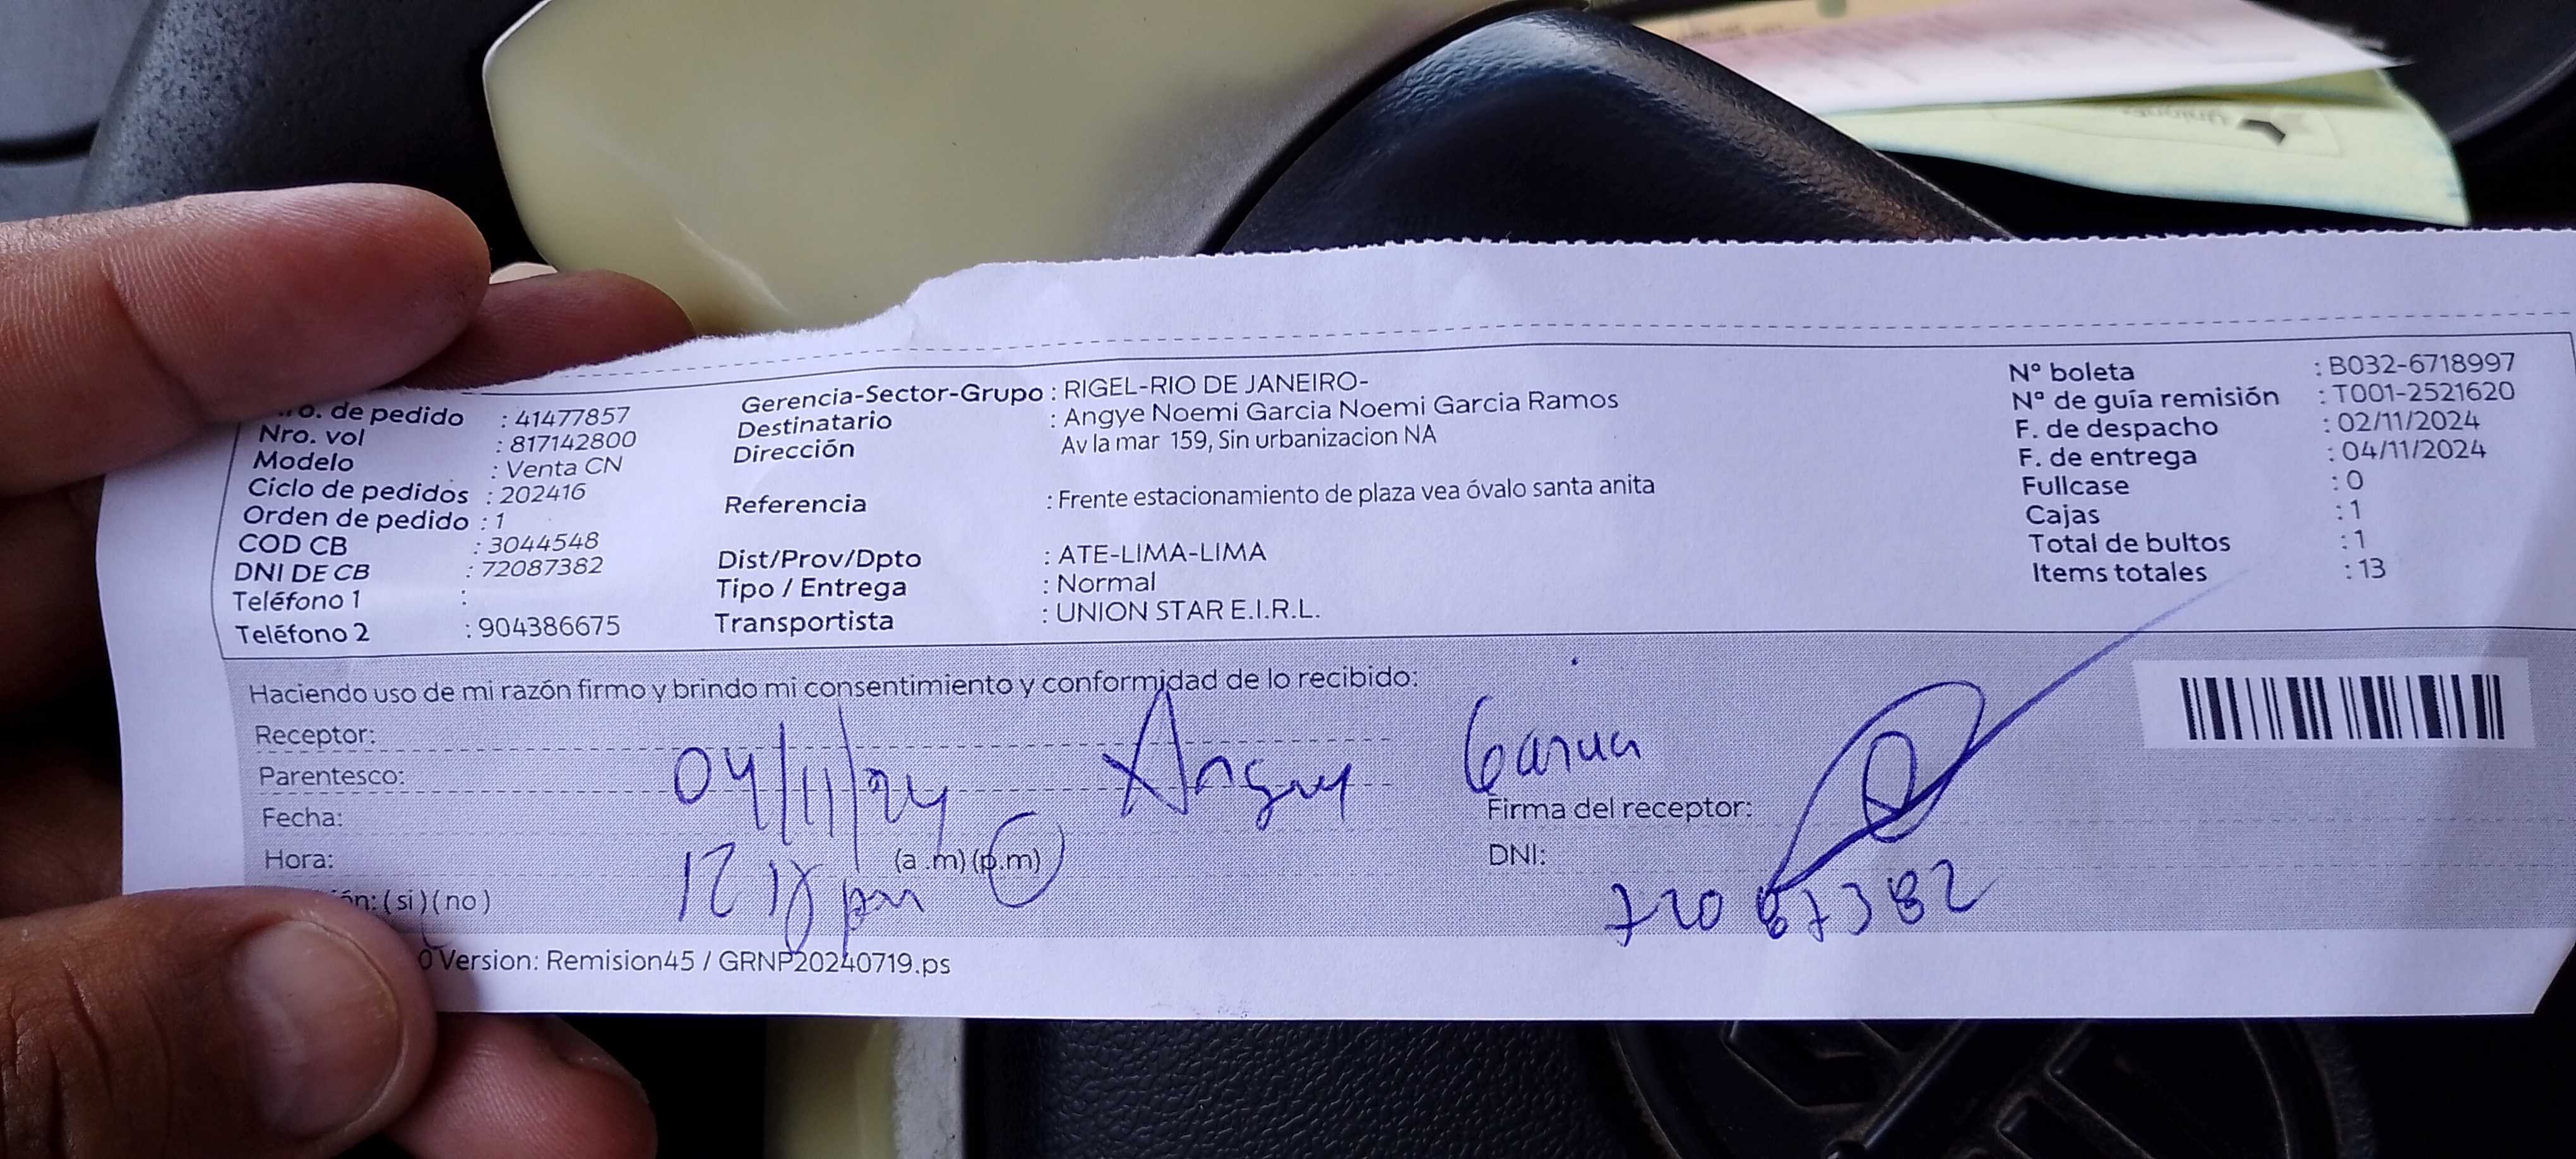 ro. de pedido : 41477857
Nro. vol : 817142800
Modelo : Venta CN
Ciclo de pedidos : 202416
Orden de pedido : 1
COD CB : 3044548
DNI DE CB : 72087382
Teléfono 1 :
Teléfono 2 : 904386675
Gerencia-Sector-Grupo : RIGEL-RIO DE JANEIRO-
Destinatario : Angye Noemi Garcia Noemi Garcia Ramos
Dirección Av la mar 159, Sin urbanizacion NA
Referencia : Frente estacionamiento de plaza vea óvalo santa anita
Dist/Prov/Dpto : ATE-LIMA-LIMA
Tipo / Entrega : Normal
Transportista : UNION STAR E.I.R.L.
Nº boleta : B032-6718997
Nº de guía remisión : T001-2521620
F. de despacho : 02/11/2024
F. de entrega : 04/11/2024
Fullcase : 0
Cajas : 1
Total de bultos : 1
Items totales : 13
Haciendo uso de mi razón firmo y brindo mi consentimiento y conformidad de lo recibido:
Receptor:
Parentesco:
Angye Garcia
Fecha: 04/11/24
Hora: 12 18 pm (a .m) (p.m)
Firma del receptor:
DNI: 72087382
ón: (si) (no)
0 Version: Remision45 / GRNP20240719.ps